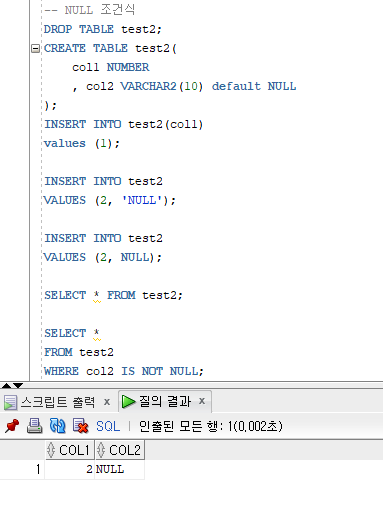 -- NULL 조건식
DROP TABLE test2;
CREATE TABLE test2(
col1 NUMBER
, col2 VARCHAR2(10) default NULL
);
INSERT INTO test2(col1)
values (1);
INSERT INTO test2
VALUES (2, 'NULL');
INSERT INTO test2
VALUES (2, NULL);
SELECT * FROM test2;
SELECT *
FROM test2
WHERE col2 IS NOT NULL;
스크립트 출력 x 질의 결과 x
SQL | 인출된 모든 행: 1(0,002초)
COL1 COL2
1 2 NULL